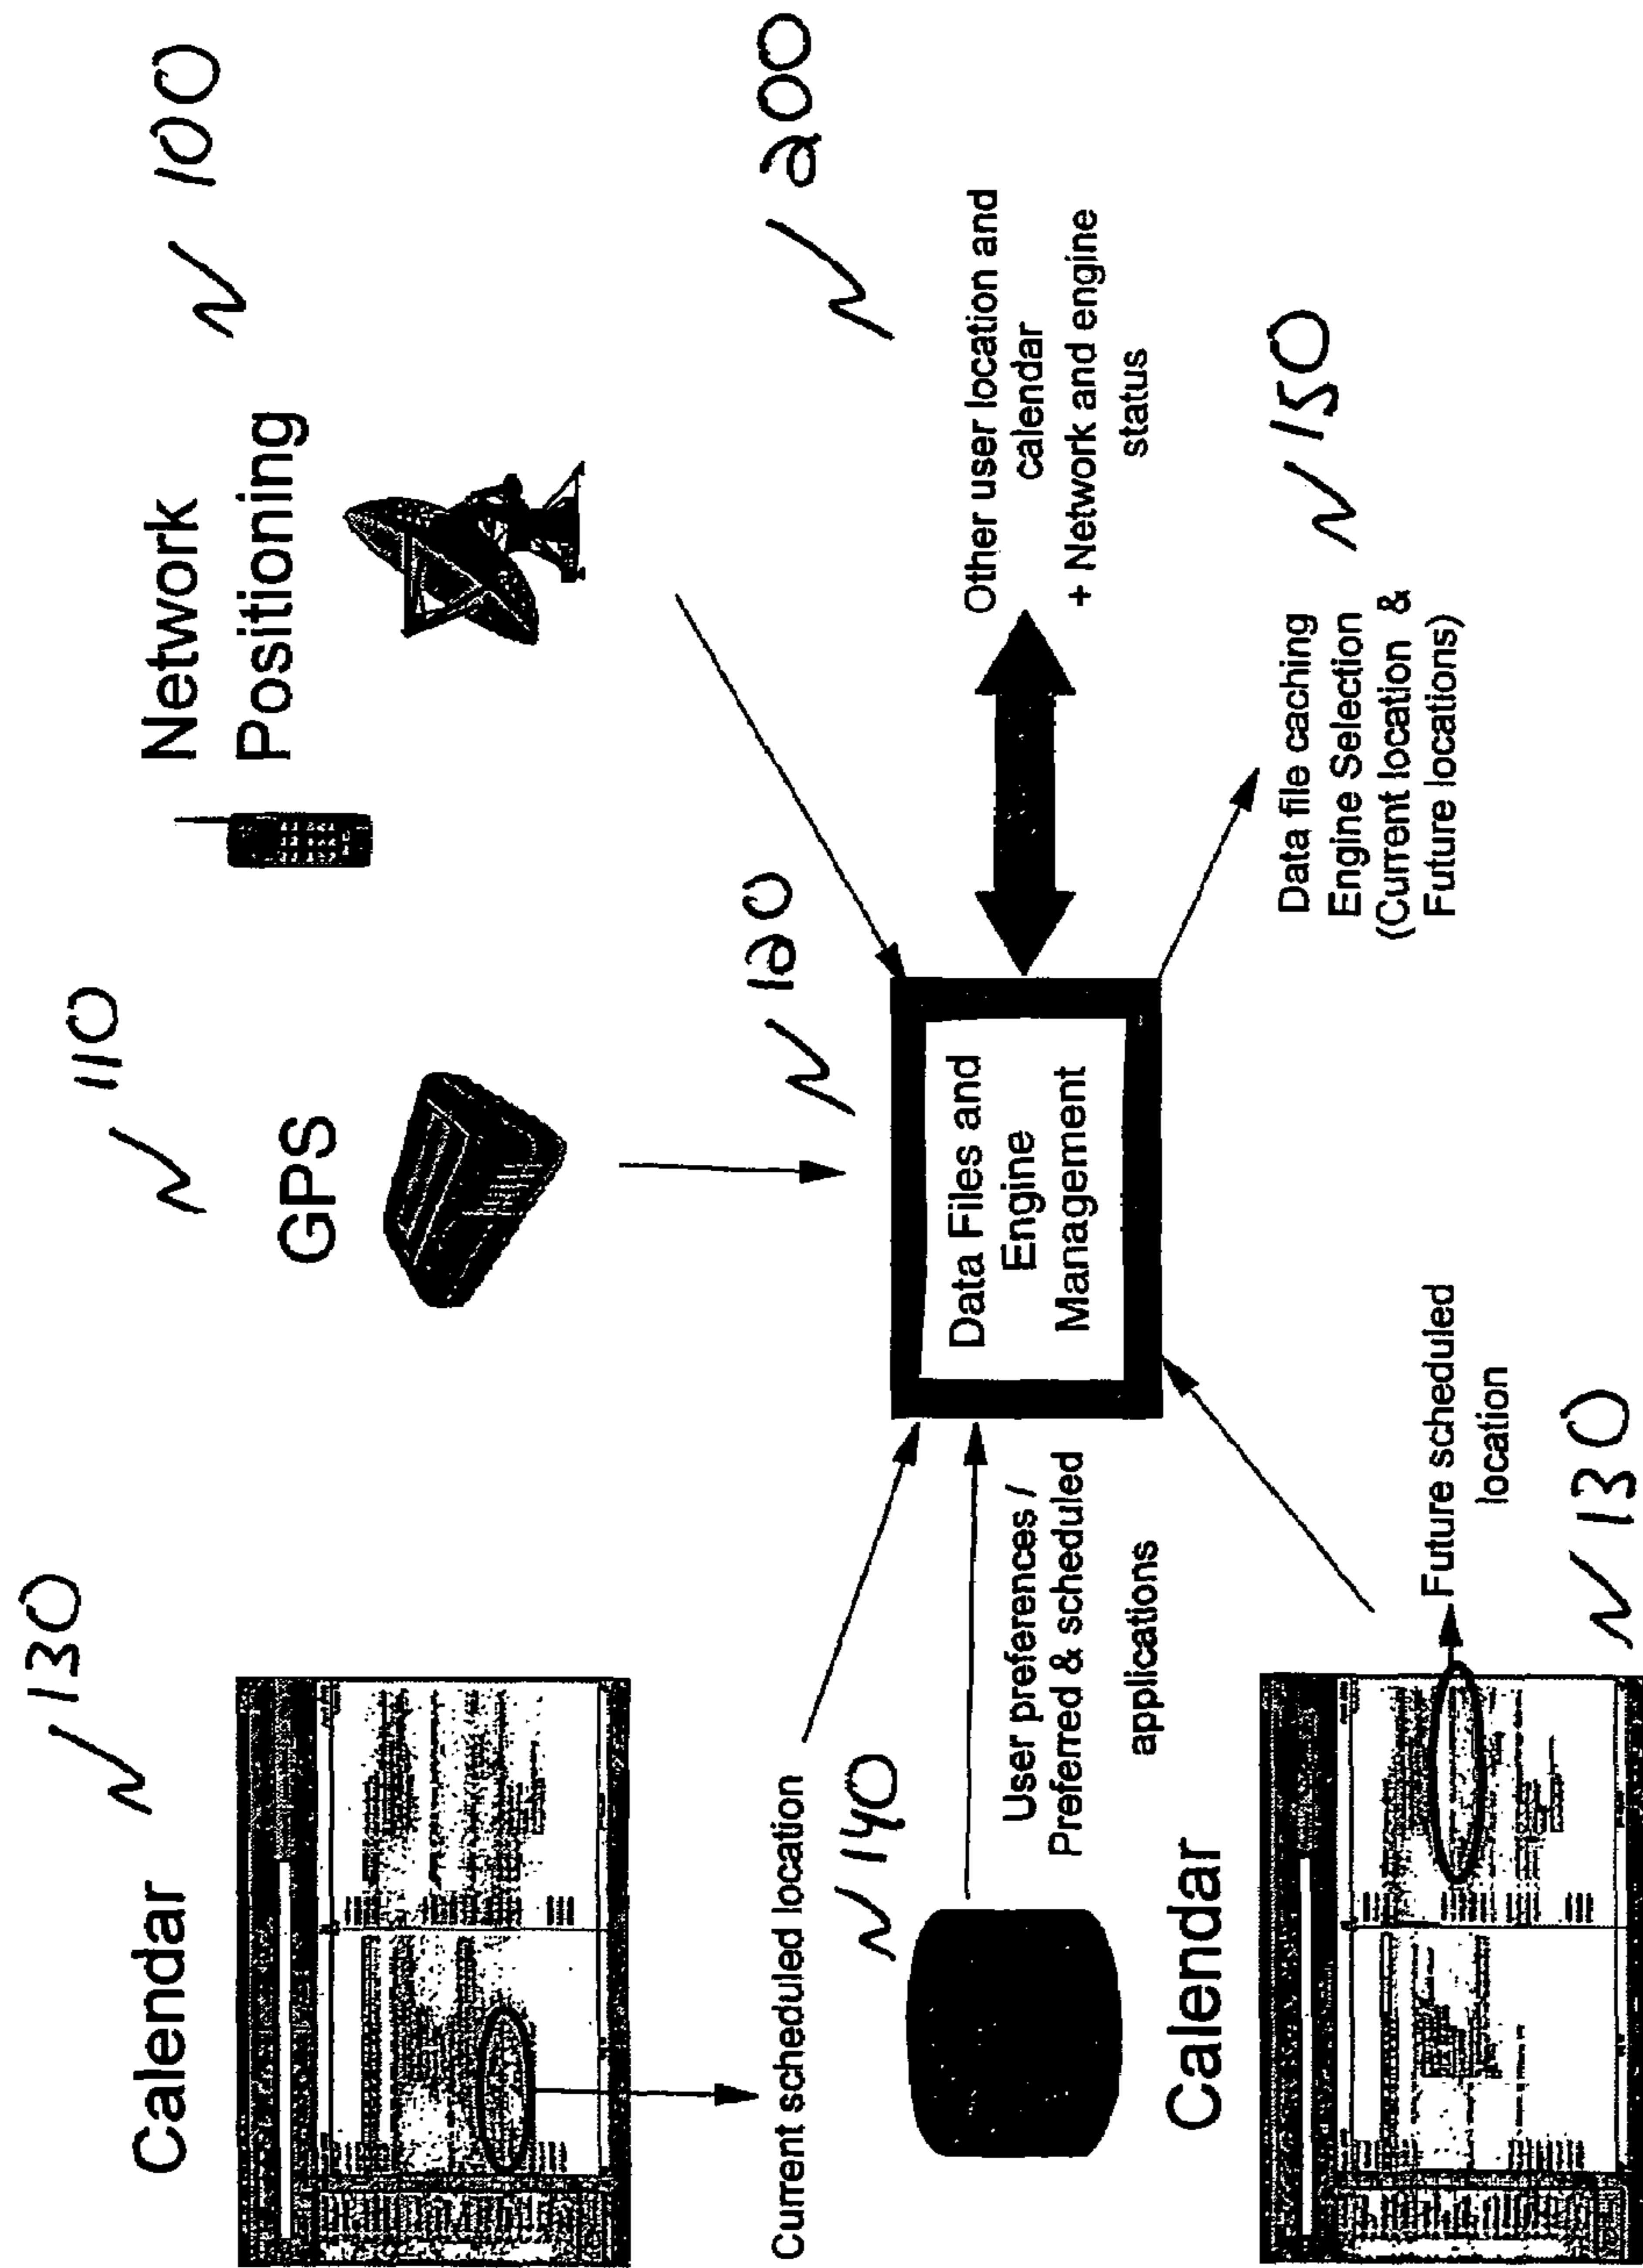 Calendar
130
Current scheduled location
140
User preferences /
Preferred & scheduled
applications
Calendar
Future scheduled
location
130
110
GPS
120
Data Files and
Engine
Management
Network
Positioning
100
200
Other user location and
calendar
+ Network and engine
status
150
Data file caching
Engine Selection
(Current location &
Future locations)